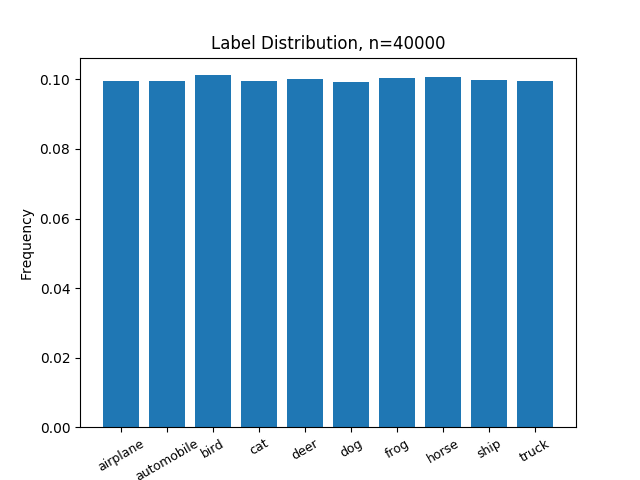 Label Distribution, n=40000
0.10
0.08
0.06
0.04
0.02
0.00
Frequency
airplane
automobile
bird
cat
deer
dog
frog
horse
ship
truck